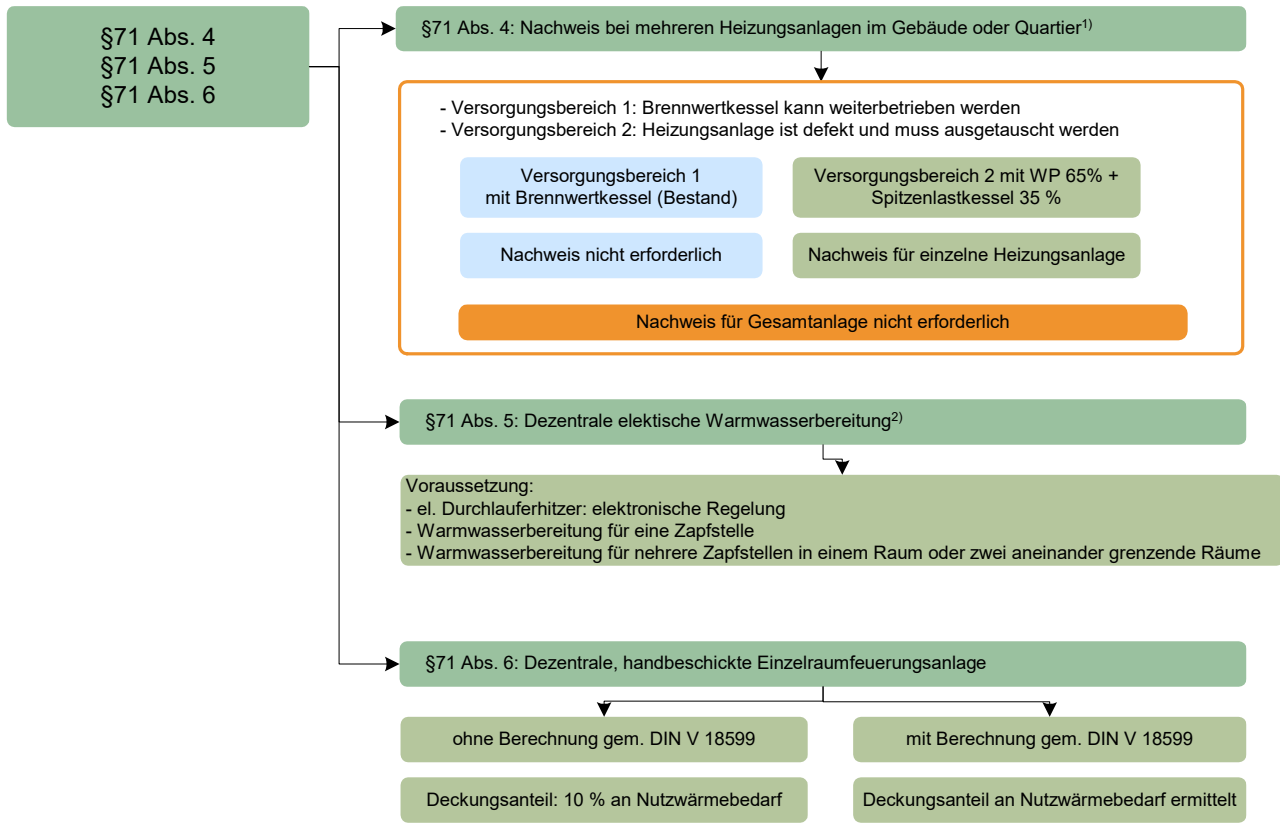 §71 Abs. 4
§71 Abs. 5
§71 Abs. 6
§71 Abs. 4: Nachweis bei mehreren Heizungsanlagen im Gebäude oder Quartier¹⁾
- Versorgungsbereich 1: Brennwertkessel kann weiterbetrieben werden
- Versorgungsbereich 2: Heizungsanlage ist defekt und muss ausgetauscht werden
Versorgungsbereich 1
mit Brennwertkessel (Bestand)
Versorgungsbereich 2 mit WP 65% +
Spitzenlastkessel 35 %
Nachweis nicht erforderlich
Nachweis für einzelne Heizungsanlage
Nachweis für Gesamtanlage nicht erforderlich
§71 Abs. 5: Dezentrale elektische Warmwasserbereitung²⁾
Voraussetzung:
- el. Durchlauferhitzer: elektronische Regelung
- Warmwasserbereitung für eine Zapfstelle
- Warmwasserbereitung für nehrere Zapfstellen in einem Raum oder zwei aneinander grenzende Räume
§71 Abs. 6: Dezentrale, handbeschickte Einzelraumfeuerungsanlage
ohne Berechnung gem. DIN V 18599
mit Berechnung gem. DIN V 18599
Deckungsanteil: 10 % an Nutzwärmebedarf
Deckungsanteil an Nutzwärmebedarf ermittelt